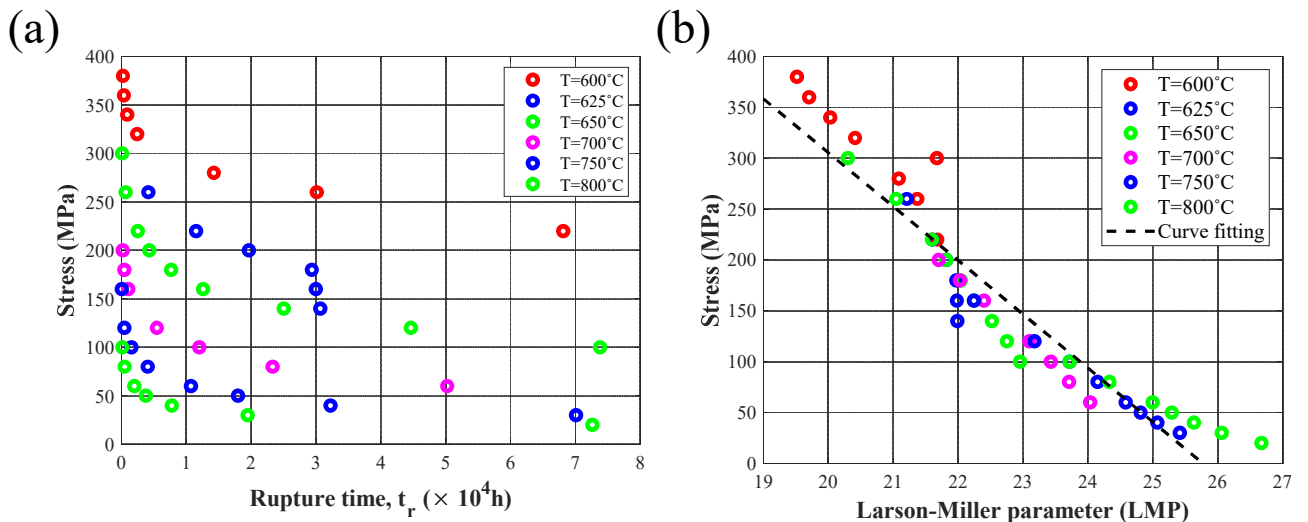 (a)
400
350
300
250
200
150
100
50
0
Stress (MPa)
T=600°C
T=625°C
T=650°C
T=700°C
T=750°C
T=800°C
0 1 2 3 4 5 6 7 8
Rupture time, t_r (× 10^4h)
(b)
400
350
300
250
200
150
100
50
0
Stress (MPa)
T=600°C
T=625°C
T=650°C
T=700°C
T=750°C
T=800°C
Curve fitting
19 20 21 22 23 24 25 26 27
Larson-Miller parameter (LMP)